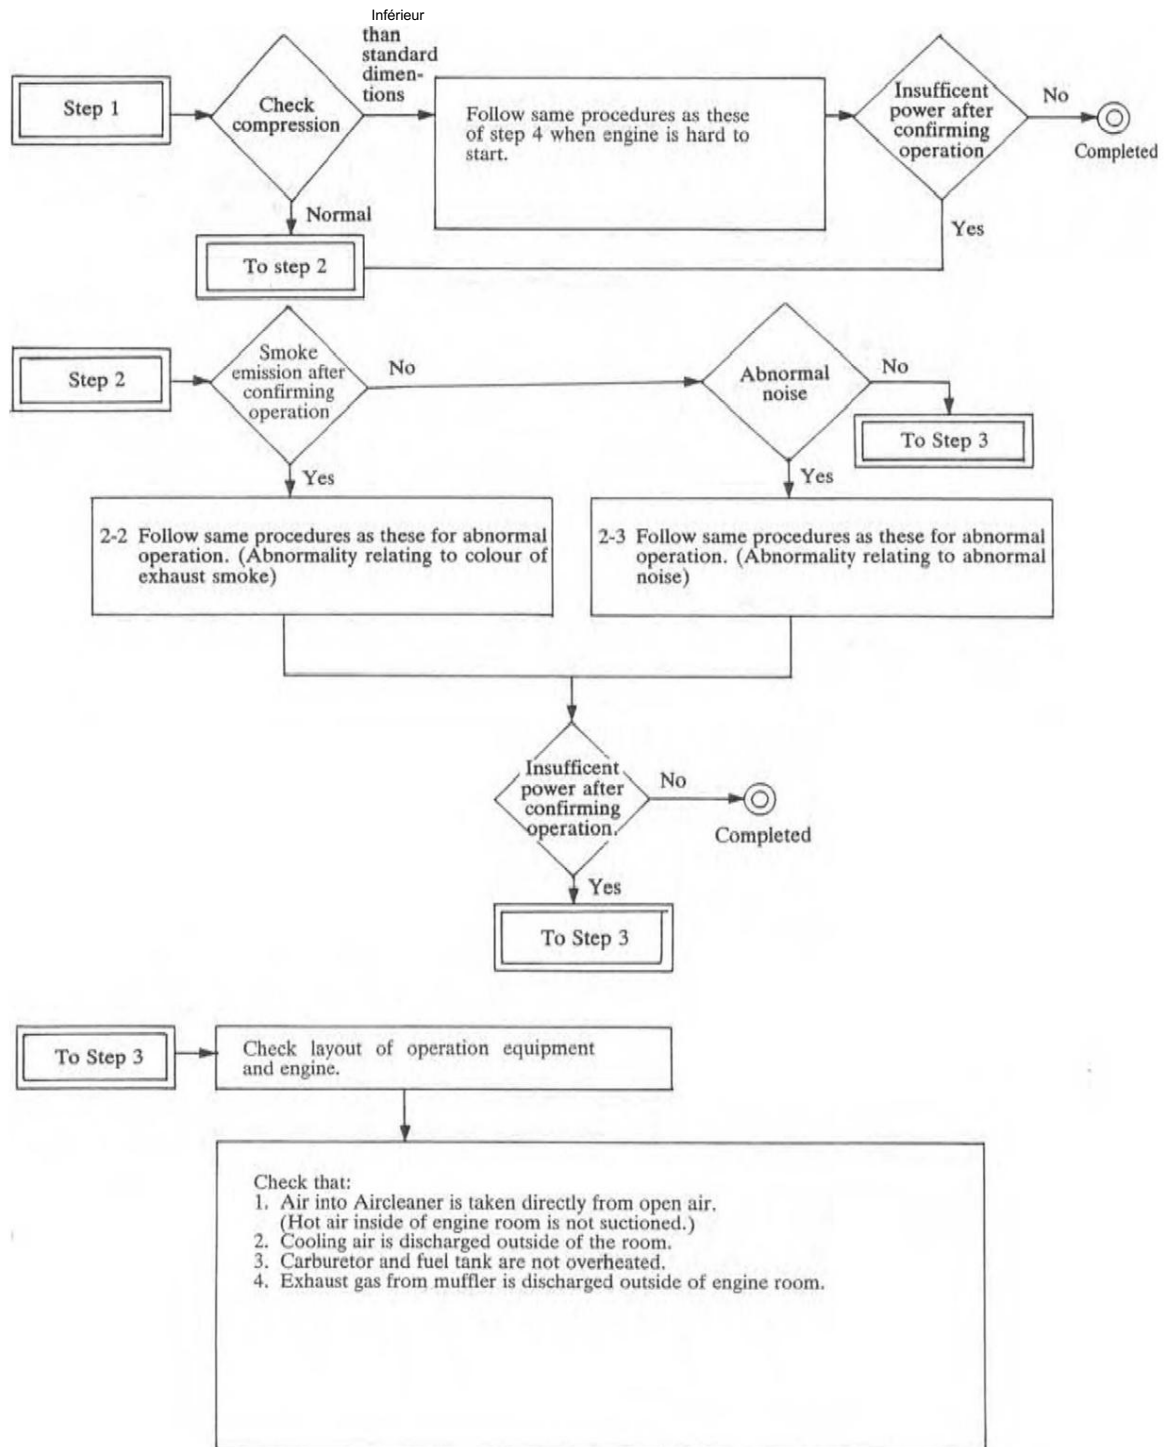 Inférieur
than
standard
dimen-
tions
Step 1
Check
compression
Follow same procedures as these
of step 4 when engine is hard to
start.
Insufficent
power after
confirming
operation
No
Completed
Normal
Yes
To step 2
Step 2
Smoke
emission after
confirming
operation
No
Abnormal
noise
No
To Step 3
Yes
Yes
2-2 Follow same procedures as these for abnormal
operation. (Abnormality relating to colour of
exhaust smoke)
2-3 Follow same procedures as these for abnormal
operation. (Abnormality relating to abnormal
noise)
Insufficent
power after
confirming
operation.
No
Completed
Yes
To Step 3
To Step 3
Check layout of operation equipment
and engine.
Check that:
1. Air into Aircleaner is taken directly from open air.
(Hot air inside of engine room is not suctioned.)
2. Cooling air is discharged outside of the room.
3. Carburetor and fuel tank are not overheated.
4. Exhaust gas from muffler is discharged outside of engine room.